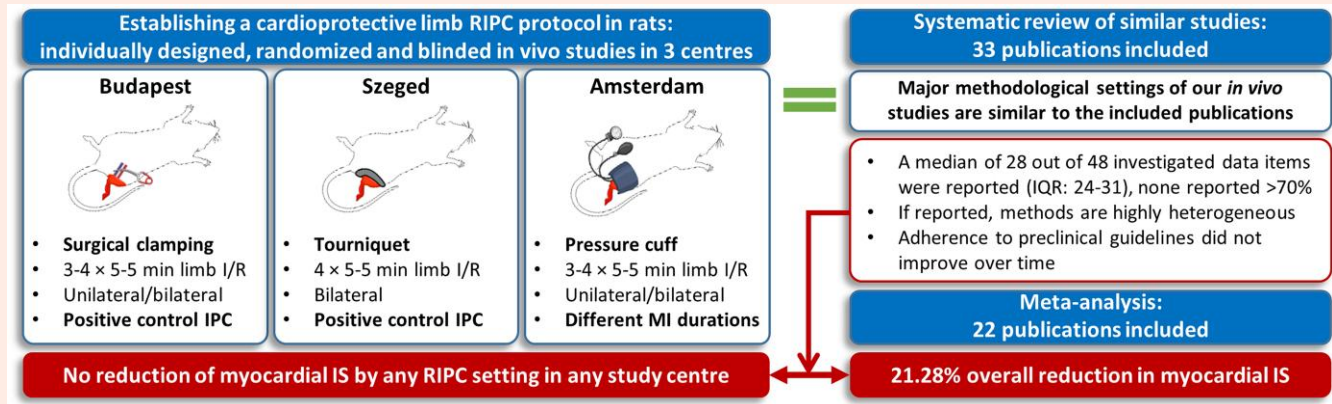 Establishing a cardioprotective limb RIPC protocol in rats:
individually designed, randomized and blinded in vivo studies in 3 centres
Budapest
• Surgical clamping
• 3-4 × 5-5 min limb I/R
• Unilateral/bilateral
• Positive control IPC
Szeged
• Tourniquet
• 4 × 5-5 min limb I/R
• Bilateral
• Positive control IPC
Amsterdam
• Pressure cuff
• 3-4 × 5-5 min limb I/R
• Unilateral/bilateral
• Different MI durations
No reduction of myocardial IS by any RIPC setting in any study centre
Systematic review of similar studies:
33 publications included
Major methodological settings of our in vivo
studies are similar to the included publications
• A median of 28 out of 48 investigated data items
were reported (IQR: 24-31), none reported >70%
• If reported, methods are highly heterogeneous
• Adherence to preclinical guidelines did not
improve over time
Meta-analysis:
22 publications included
21.28% overall reduction in myocardial IS